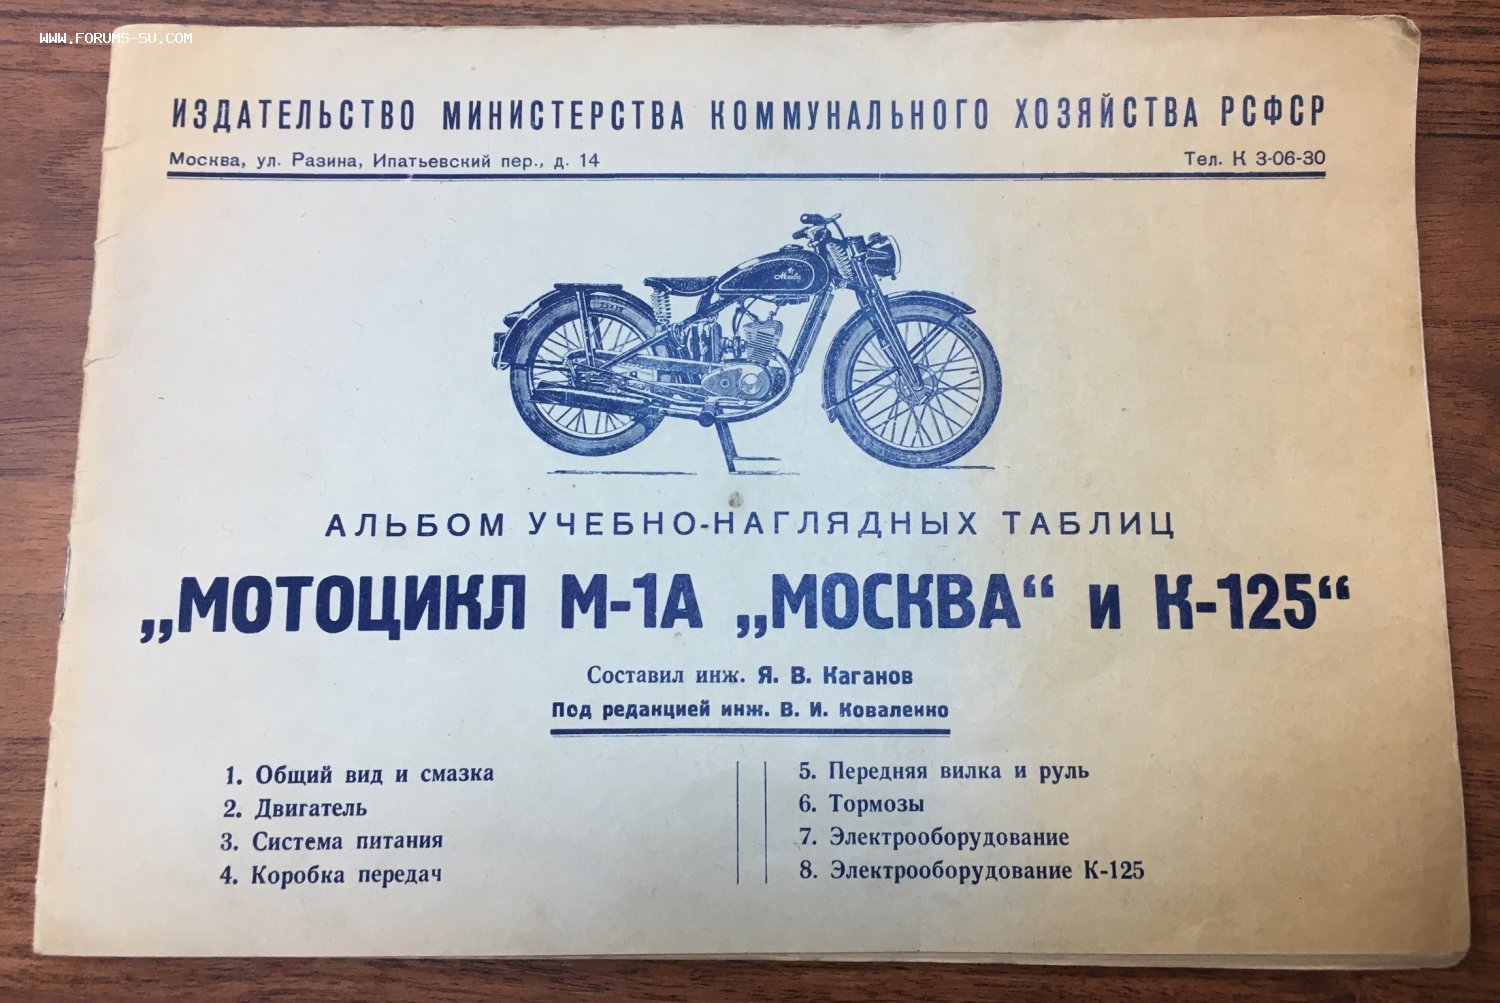 WWW.FORUMS-SU.COM
ИЗДАТЕЛЬСТВО МИНИСТЕРСТВА КОММУНАЛЬНОГО ХОЗЯЙСТВА РСФСР
Москва, ул. Разина, Ипатьевский пер., д. 14 Тел. К 3-06-30
Москва
АЛЬБОМ УЧЕБНО-НАГЛЯДНЫХ ТАБЛИЦ
„МОТОЦИКЛ М-1А „МОСКВА“ и К-125“
Составил инж. Я. В. Каганов
Под редакцией инж. В. И. Коваленко
1. Общий вид и смазка
2. Двигатель
3. Система питания
4. Коробка передач
5. Передняя вилка и руль
6. Тормозы
7. Электрооборудование
8. Электрооборудование К-125